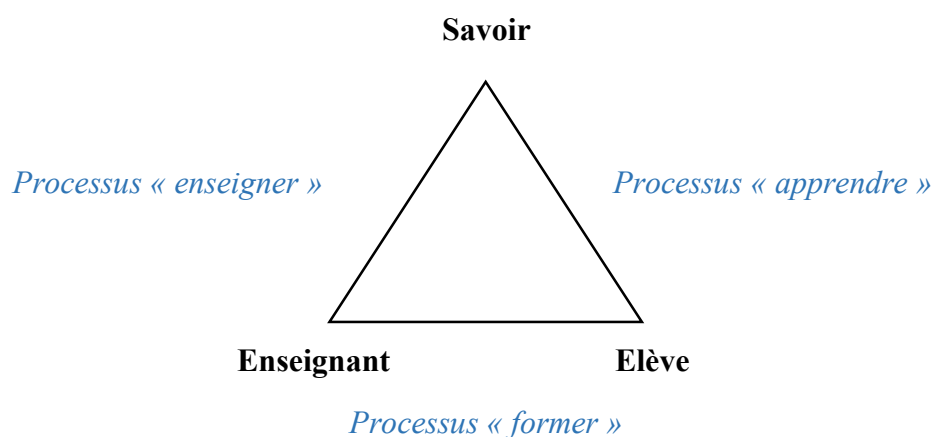 Savoir
Processus « enseigner »
Processus « apprendre »
Enseignant
Elève
Processus « former »